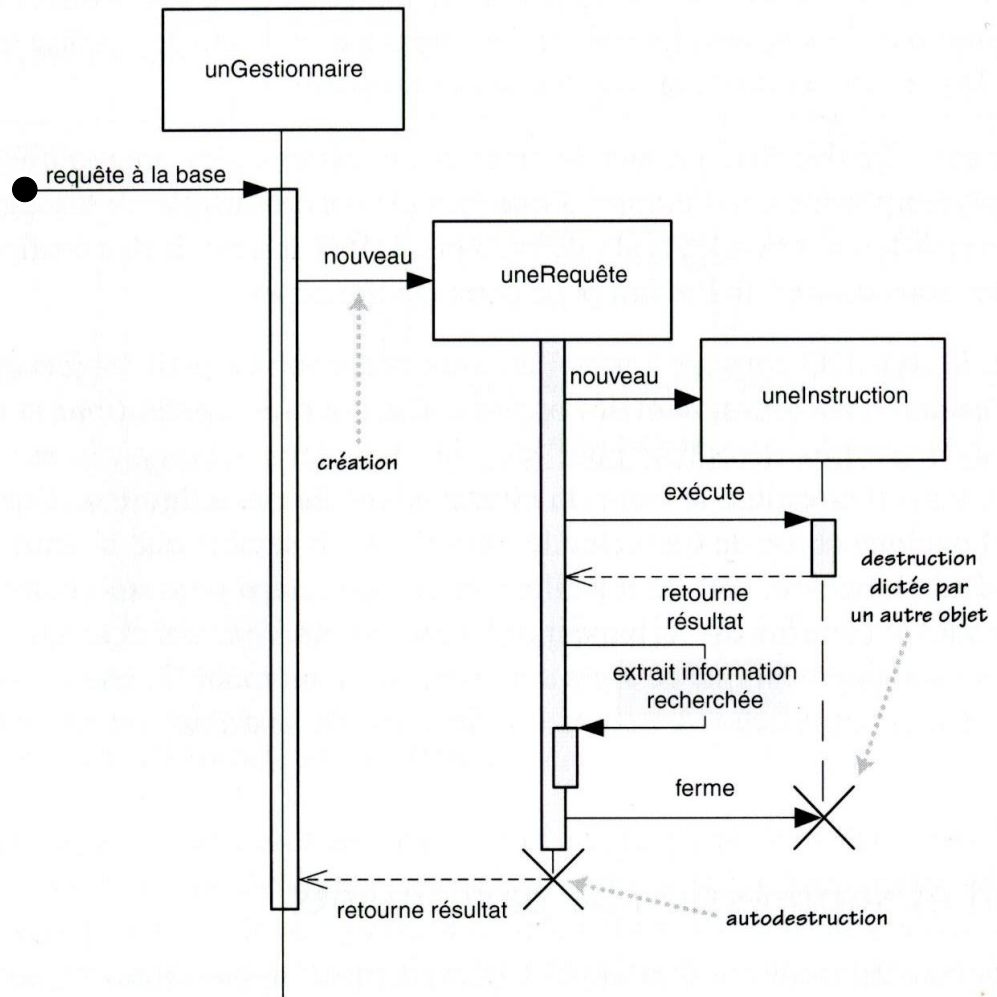 unGestionnaire
requête à la base
nouveau
uneRequête
nouveau
uneInstruction
création
exécute
destruction
dictée par
un autre objet
retourne
résultat
extrait information
recherchée
ferme
retourne résultat
autodestruction